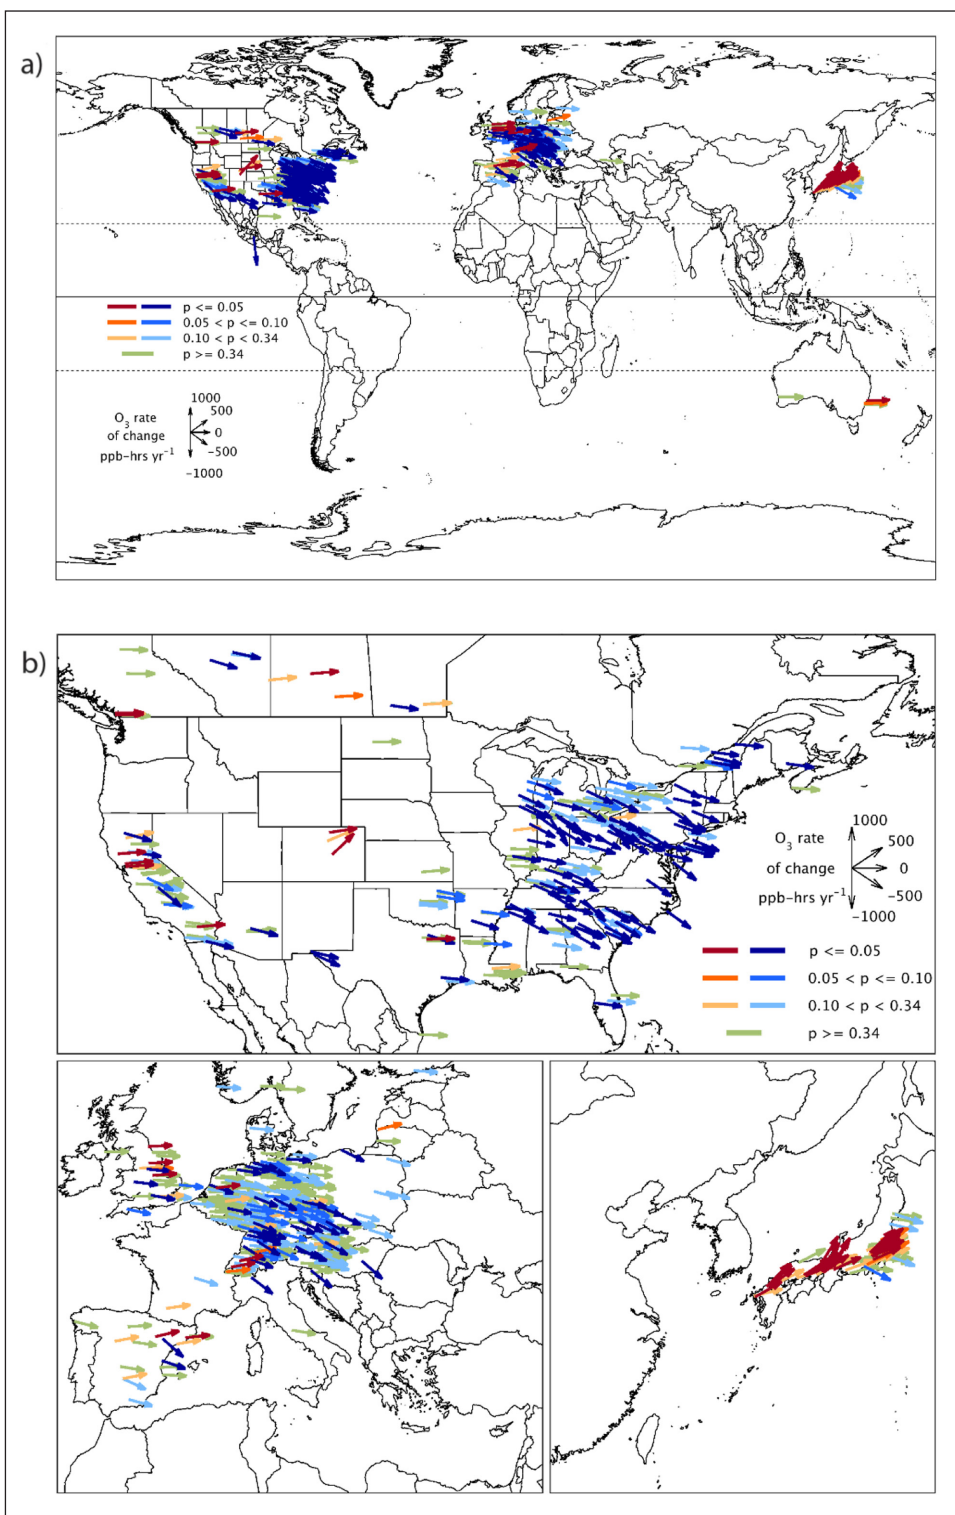 a)
p <= 0.05
0.05 < p <= 0.10
0.10 < p < 0.34
p >= 0.34
O3 rate
of change
ppb-hrs yr−1
1000
500
0
−500
−1000
b)
O3 rate
of change
ppb-hrs yr−1
1000
500
0
−500
−1000
p <= 0.05
0.05 < p <= 0.10
0.10 < p < 0.34
p >= 0.34